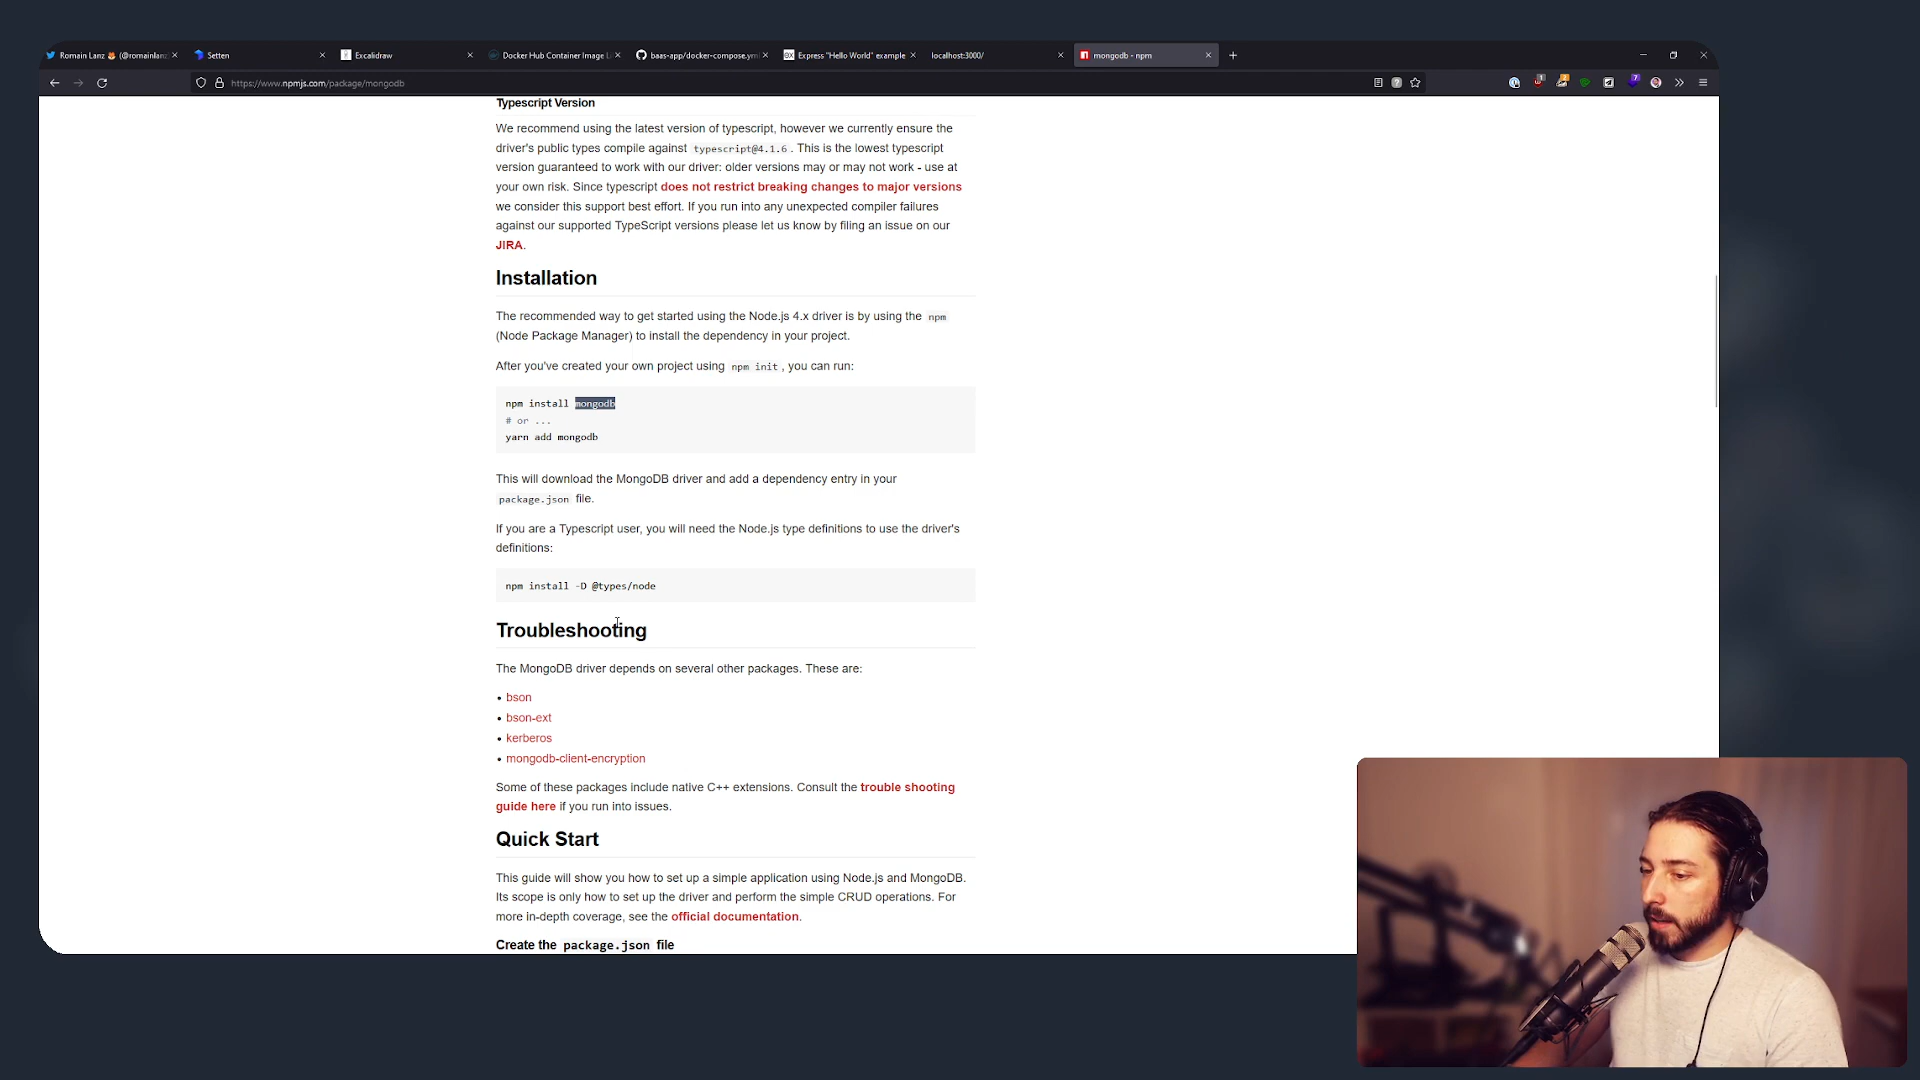 Romain Lanz 🦊 (@romainlanz
Setten
Excalidraw
Docker Hub Container Image L
baas-app/docker-compose.yml
Express "Hello World" example
localhost:3000/
mongodb - npm
https://www.npmjs.com/package/mongodb
Typescript Version
We recommend using the latest version of typescript, however we currently ensure the
driver's public types compile against typescript@4.1.6. This is the lowest typescript
version guaranteed to work with our driver: older versions may or may not work - use at
your own risk. Since typescript does not restrict breaking changes to major versions
we consider this support best effort. If you run into any unexpected compiler failures
against our supported TypeScript versions please let us know by filing an issue on our
JIRA.
Installation
The recommended way to get started using the Node.js 4.x driver is by using the npm
(Node Package Manager) to install the dependency in your project.
After you've created your own project using npm init, you can run:
npm install mongodb
# or ...
yarn add mongodb
This will download the MongoDB driver and add a dependency entry in your
package.json file.
If you are a Typescript user, you will need the Node.js type definitions to use the driver's
definitions:
npm install -D @types/node
Troubleshooting
The MongoDB driver depends on several other packages. These are:
• bson
• bson-ext
• kerberos
• mongodb-client-encryption
Some of these packages include native C++ extensions. Consult the trouble shooting
guide here if you run into issues.
Quick Start
This guide will show you how to set up a simple application using Node.js and MongoDB.
Its scope is only how to set up the driver and perform the simple CRUD operations. For
more in-depth coverage, see the official documentation.
Create the package.json file